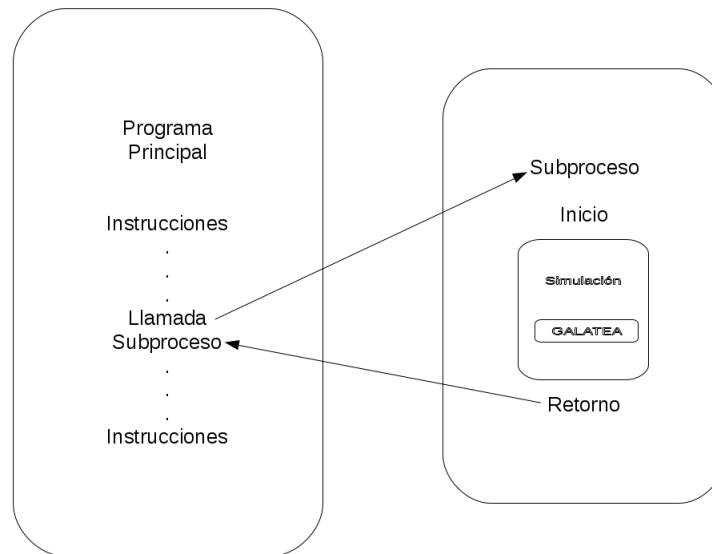 Programa
Principal
Instrucciones
.
.
.
Llamada
Subproceso
.
.
.
Instrucciones
Subproceso
Inicio
Simulación
GALATEA
Retorno